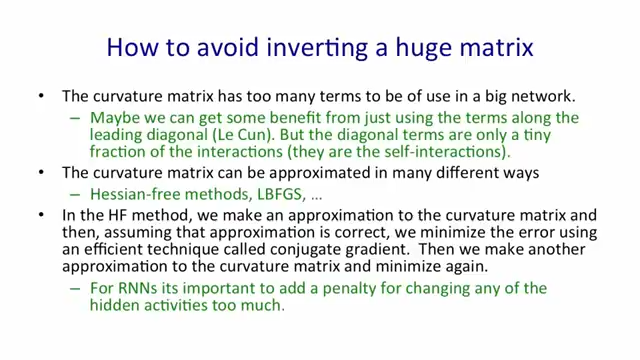 How to avoid inverting a huge matrix
• The curvature matrix has too many terms to be of use in a big network.
– Maybe we can get some benefit from just using the terms along the
leading diagonal (Le Cun). But the diagonal terms are only a tiny
fraction of the interactions (they are the self-interactions).
• The curvature matrix can be approximated in many different ways
– Hessian-free methods, LBFGS, ...
• In the HF method, we make an approximation to the curvature matrix and
then, assuming that approximation is correct, we minimize the error using
an efficient technique called conjugate gradient. Then we make another
approximation to the curvature matrix and minimize again.
– For RNNs its important to add a penalty for changing any of the
hidden activities too much.